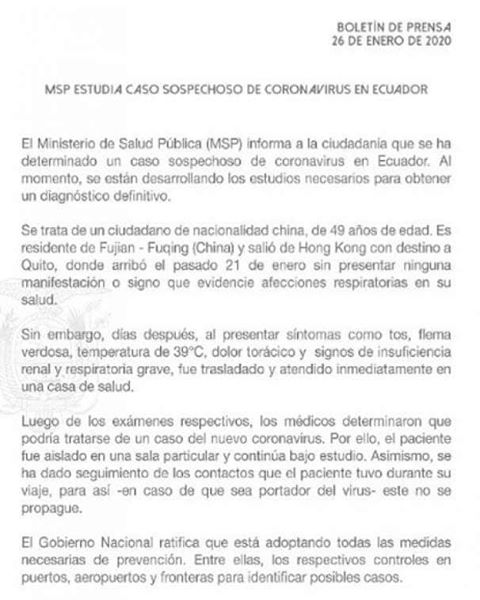 BOLETÍN DE PRENSA
26 DE ENERO DE 2020
MSP ESTUDIA CASO SOSPECHOSO DE CORONAVIRUS EN ECUADOR
El Ministerio de Salud Pública (MSP) informa a la ciudadanía que se ha
determinado un caso sospechoso de coronavirus en Ecuador. Al
momento, se están desarrollando los estudios necesarios para obtener
un diagnóstico definitivo.
Se trata de un ciudadano de nacionalidad china, de 49 años de edad. Es
residente de Fujian - Fuqing (China) y salió de Hong Kong con destino a
Quito, donde arribó el pasado 21 de enero sin presentar ninguna
manifestación o signo que evidencie afecciones respiratorias en su
salud.
Sin embargo, días después, al presentar síntomas como tos, flema
verdosa, temperatura de 39°C, dolor torácico y signos de insuficiencia
renal y respiratoria grave, fue trasladado y atendido inmediatamente en
una casa de salud.
Luego de los exámenes respectivos, los médicos determinaron que
podría tratarse de un caso del nuevo coronavirus. Por ello, el paciente
fue aislado en una sala particular y continúa bajo estudio. Asimismo, se
ha dado seguimiento de los contactos que el paciente tuvo durante su
viaje, para así -en caso de que sea portador del virus- este no se
propague.
El Gobierno Nacional ratifica que está adoptando todas las medidas
necesarias de prevención. Entre ellas, los respectivos controles en
puertos, aeropuertos y fronteras para identificar posibles casos.